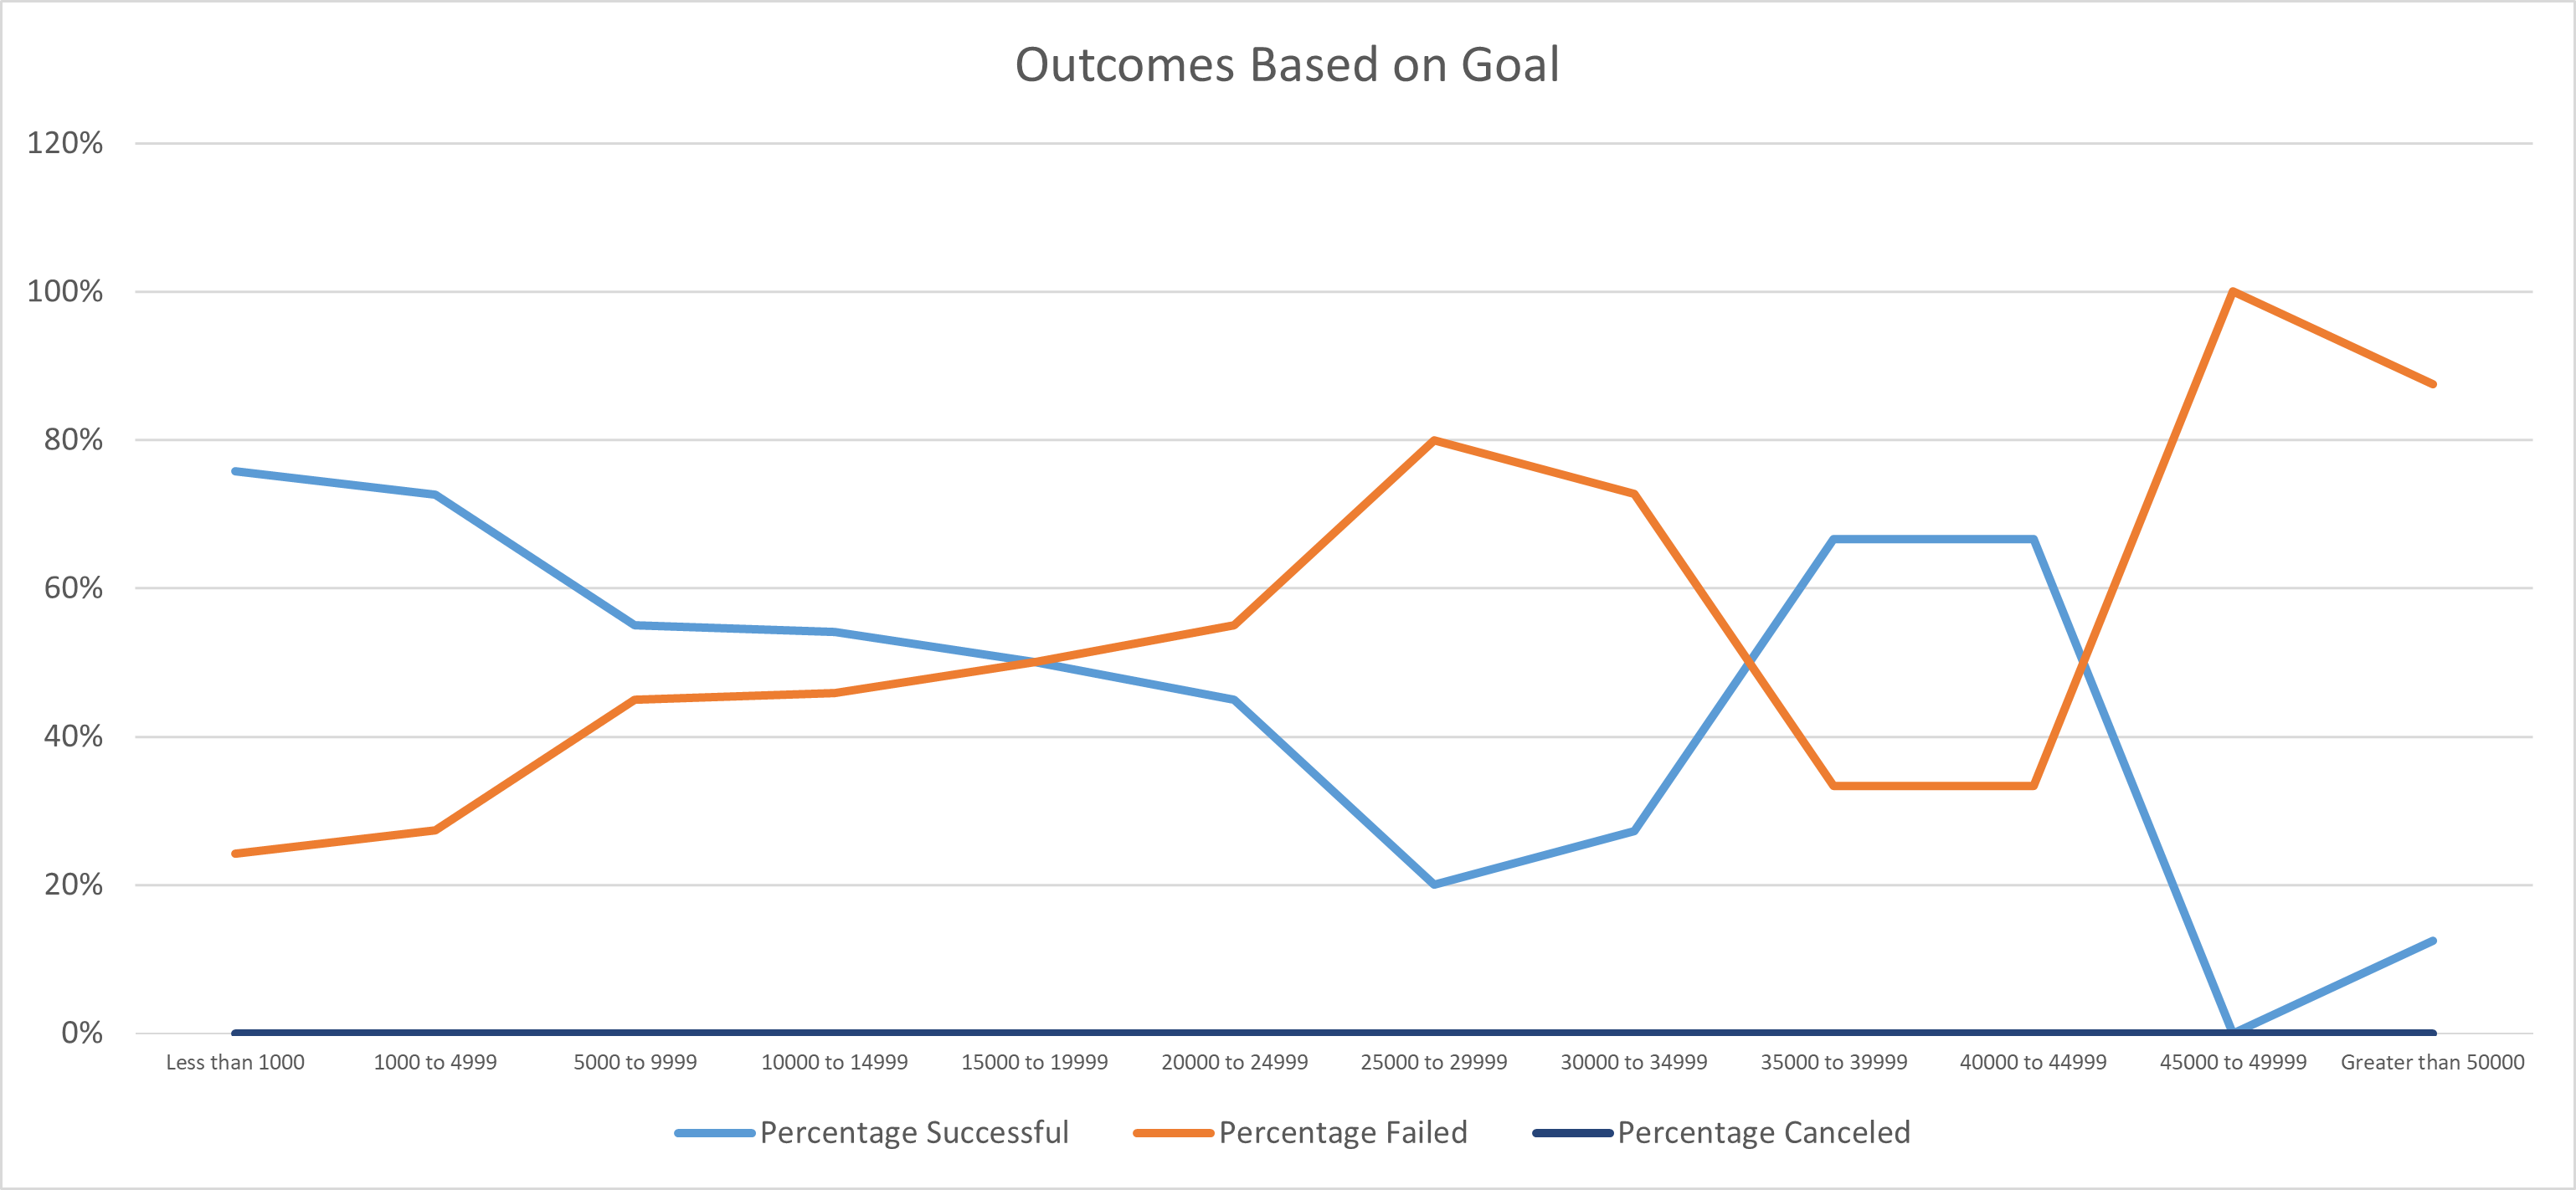 Outcomes Based on Goal
120%
100%
80%
60%
40%
20%
0%
Less than 1000 1000 to 4999 5000 to 9999 10000 to 14999 15000 to 19999 20000 to 24999 25000 to 29999 30000 to 34999 35000 to 39999 40000 to 44999 45000 to 49999 Greater than 50000
Percentage Successful Percentage Failed Percentage Canceled